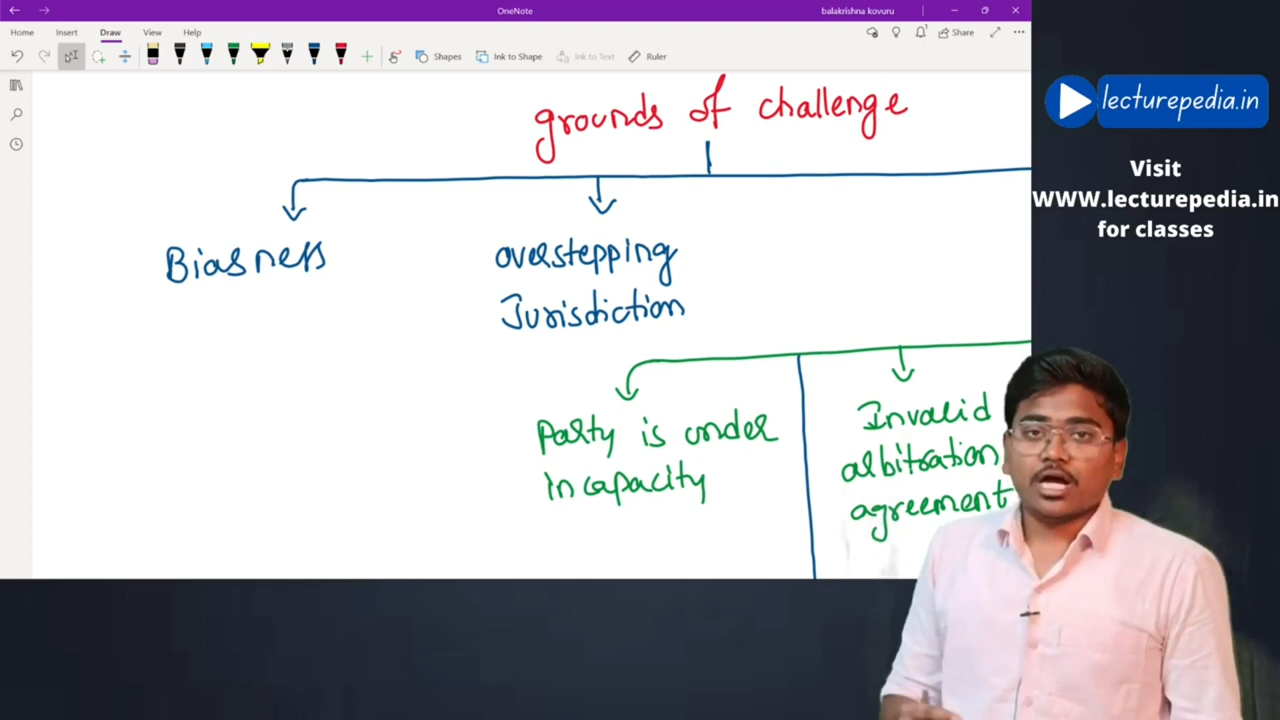 OneNote
balakrishna kovuru
Home Insert Draw View Help
Share
Shapes Ink to Shape Ink to Text Ruler
grounds of challenge
Biasness
overstepping
Jurisdiction
Party is under
incapacity
Invalid
arbitration
agreement
lecturepedia.in
Visit
WWW.lecturepedia.in
for classes